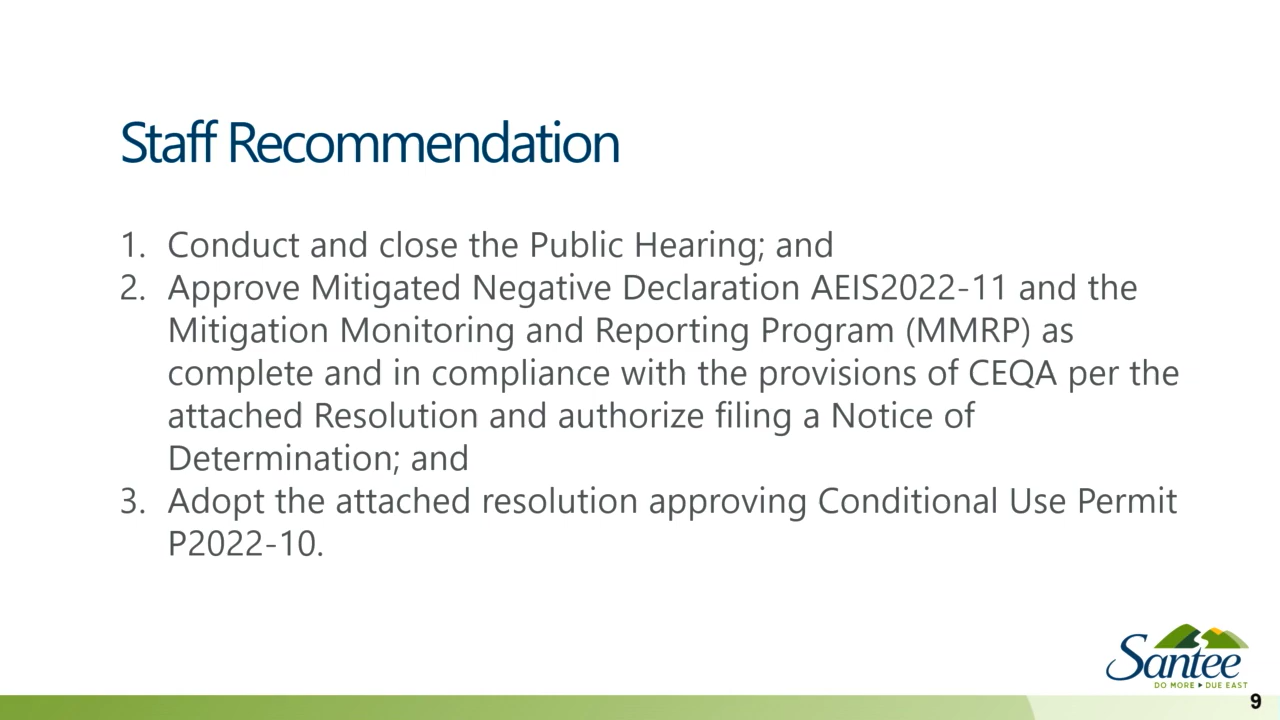 Staff Recommendation
1. Conduct and close the Public Hearing; and
2. Approve Mitigated Negative Declaration AEIS2022-11 and the
Mitigation Monitoring and Reporting Program (MMRP) as
complete and in compliance with the provisions of CEQA per the
attached Resolution and authorize filing a Notice of
Determination; and
3. Adopt the attached resolution approving Conditional Use Permit
P2022-10.
Santee
DO MORE ▸ DUE EAST
9